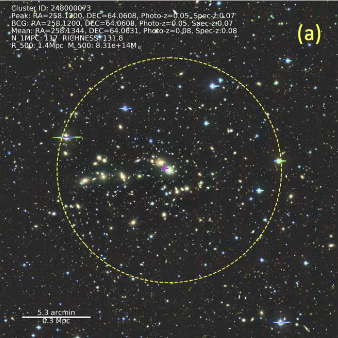 Cluster ID: 248000073
Peak: RA=258.1200, DEC=64.0608, Photo-z=0.05, Spec-z:0.07
BCG: RA=258.1200, DEC=64.0608, Photo-z=0.05, Spec-z:0.07
Mean: RA=258.1344, DEC=64.0631, Photo-z=0.08, Spec-z:0.08
N_1MPC: 117 RICHNESS: 131.8
R_500: 1.4Mpc M_500: 8.31e+14M
(a)
5.3 arcmin
0.3 Mpc